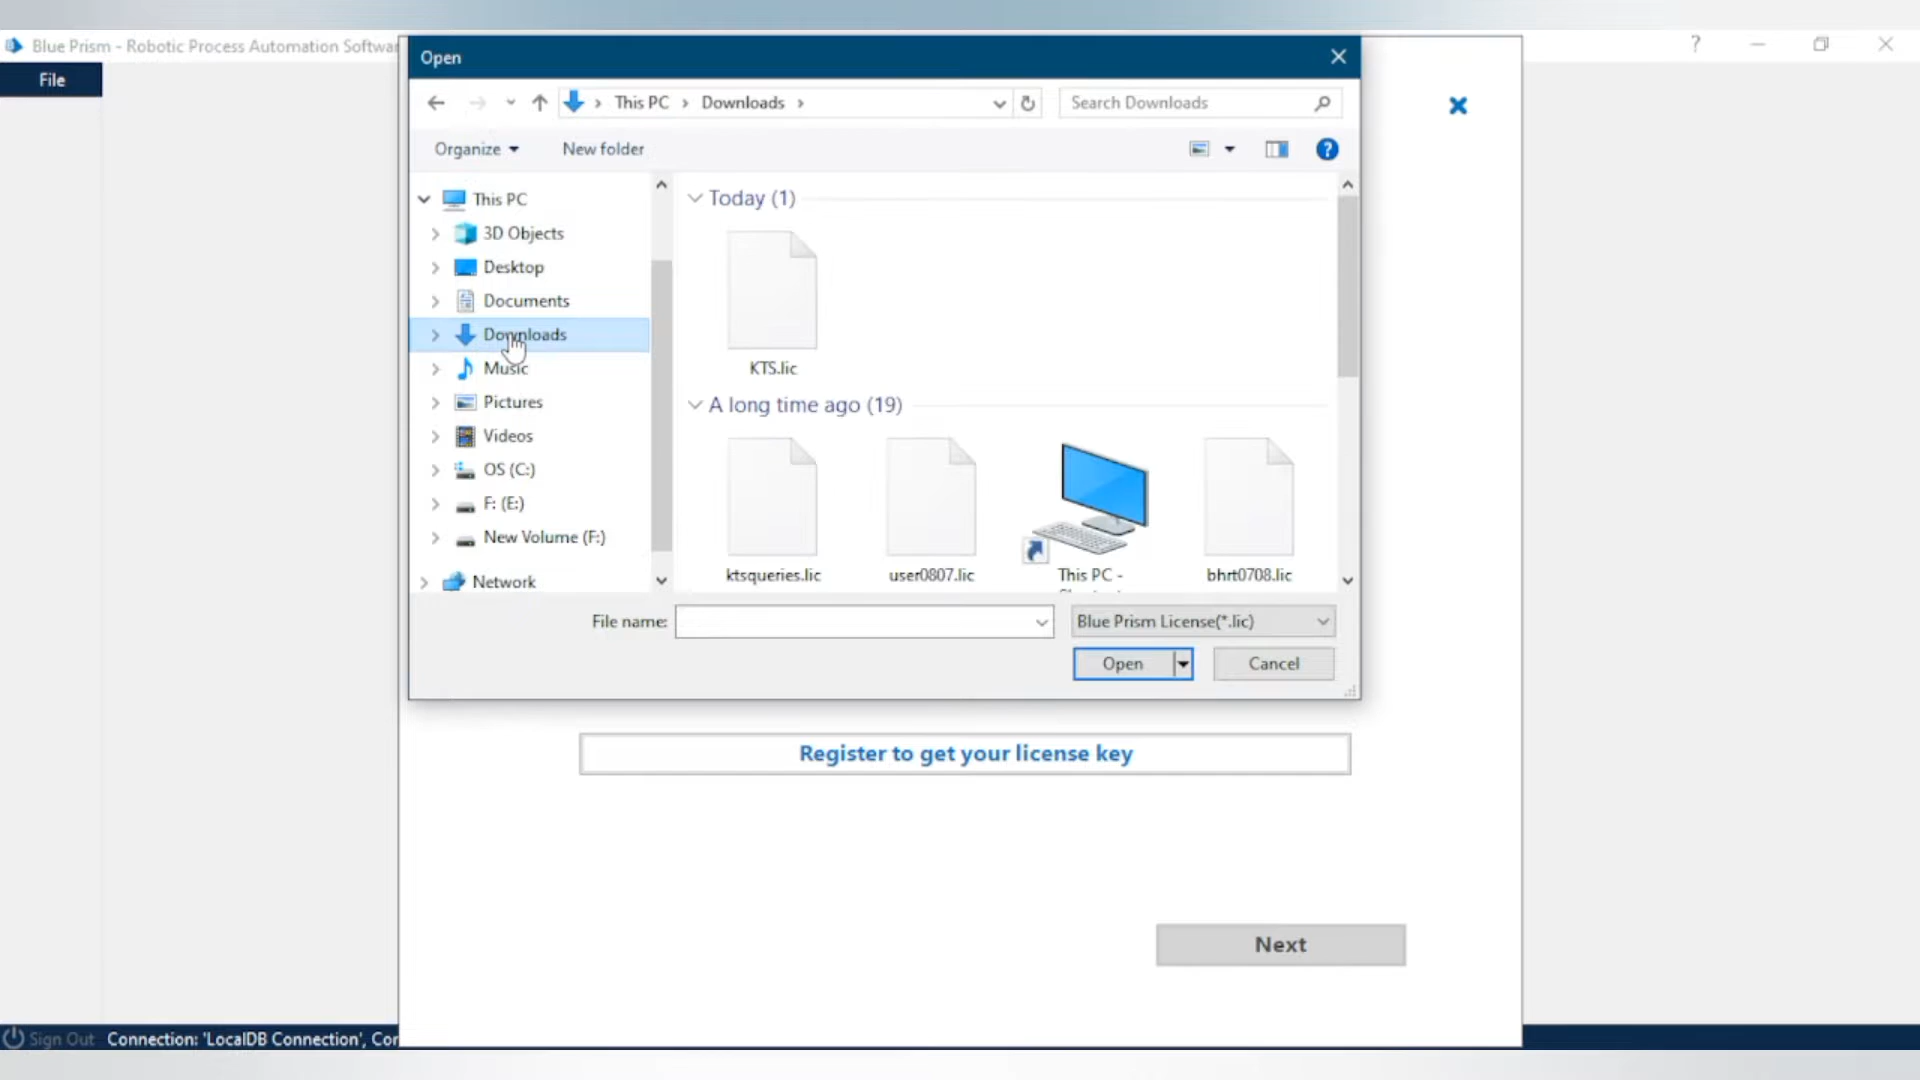 Blue Prism - Robotic Process Automation Softwar
File
Open
This PC
Downloads
Search Downloads
Organize
New folder
This PC
3D Objects
Desktop
Documents
Downloads
Music
Pictures
Videos
OS (C:)
F: (E:)
New Volume (F:)
Network
Today (1)
KTS.lic
A long time ago (19)
ktsqueries.lic
user0807.lic
This PC -
bhrt0708.lic
File name:
Blue Prism License(*.lic)
Open
Cancel
Register to get your license key
Next
Sign Out
Connection: 'LocalDB Connection', Cor